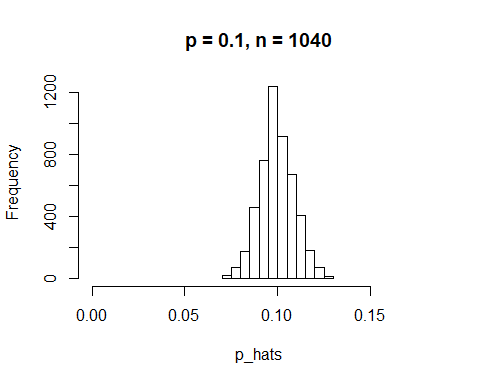 p = 0.1, n = 1040
Frequency
1200
800
400
0
0.00 0.05 0.10 0.15
p_hats